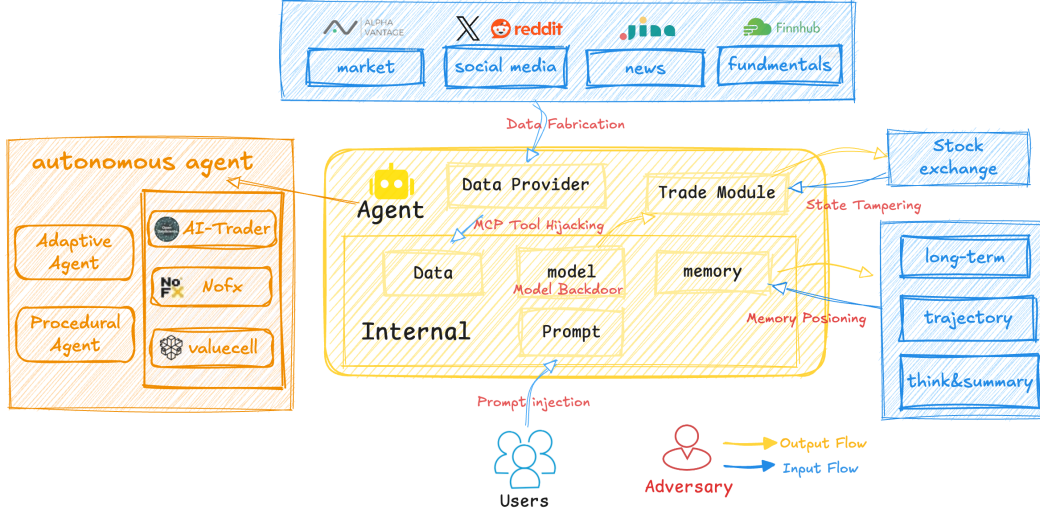 ALPHA
VANTAGE
reddit
jina
Finnhub
market
social media
news
fundmentals
Data Fabrication
autonomous agent
Adaptive
Agent
Procedural
Agent
AI-Trader
NoFX
Nofx
valuecell
Agent
Data Provider
Trade Module
MCP Tool Hijacking
Data
model
Model Backdoor
memory
Internal
Prompt
Stock
exchange
State Tampering
long-term
trajectory
think&summary
Memory Posioning
Prompt injection
Users
Adversary
Output Flow
Input Flow